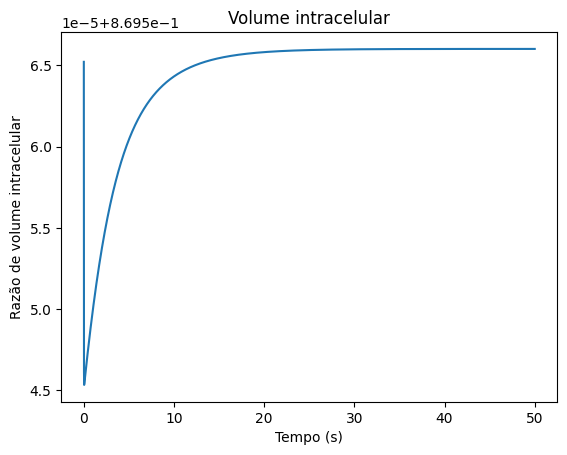 Volume intracelular
1e−5+8.695e−1
6.5
6.0
5.5
5.0
4.5
Razão de volume intracelular
0 10 20 30 40 50
Tempo (s)